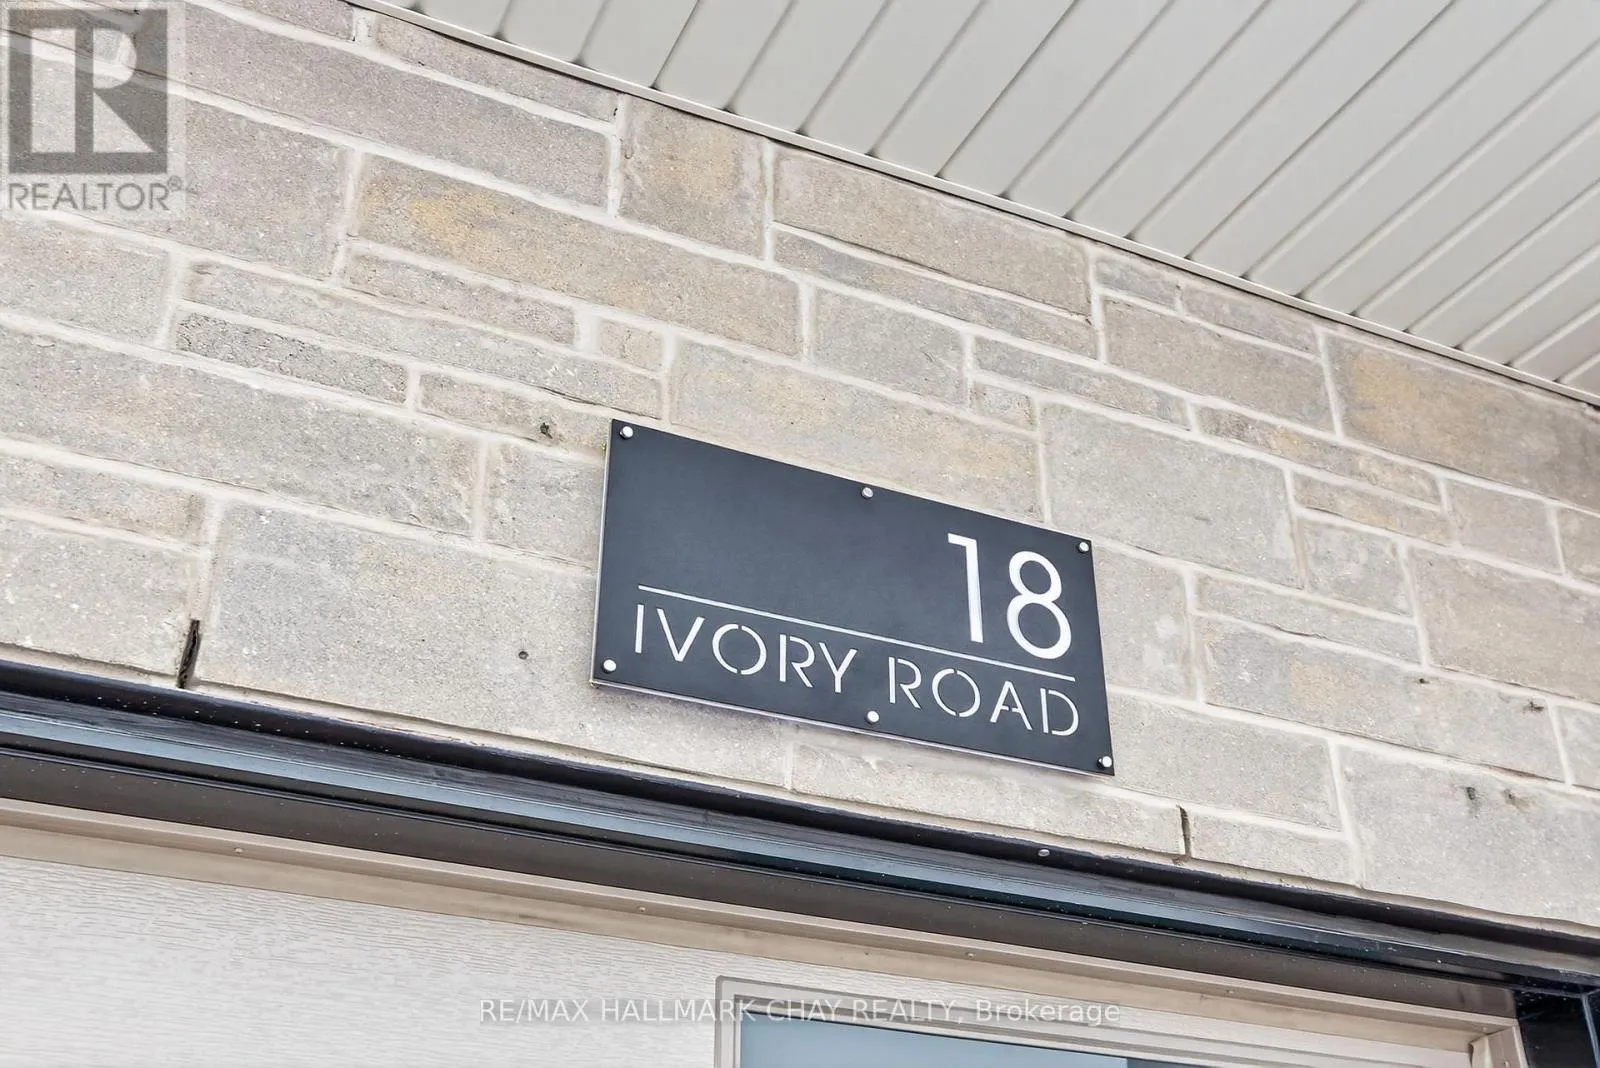 REALTOR®
18
IVORY ROAD
RE/MAX HALLMARK CHAY REALTY, Brokerage